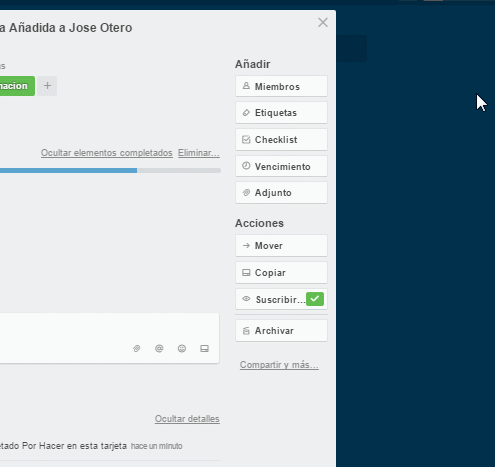 a Añadida a Jose Otero
as
nacion
+
Ocultar elementos completados Eliminar...
Ocultar detalles
tado Por Hacer en esta tarjeta hace un minuto
Añadir
Miembros
Etiquetas
Checklist
Vencimiento
Adjunto
Acciones
Mover
Copiar
Suscribir...
Archivar
Compartir y más...